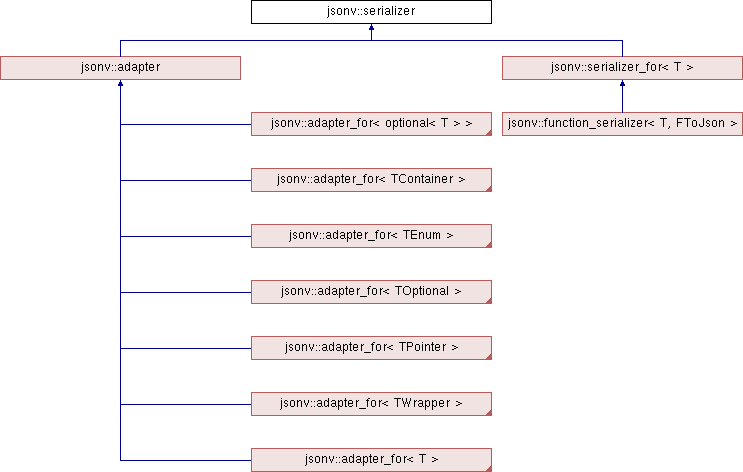 jsonv::serializer
jsonv::adapter
jsonv::serializer_for< T >
jsonv::adapter_for< optional< T > >
jsonv::function_serializer< T, FToJson >
jsonv::adapter_for< TContainer >
jsonv::adapter_for< TEnum >
jsonv::adapter_for< TOptional >
jsonv::adapter_for< TPointer >
jsonv::adapter_for< TWrapper >
jsonv::adapter_for< T >